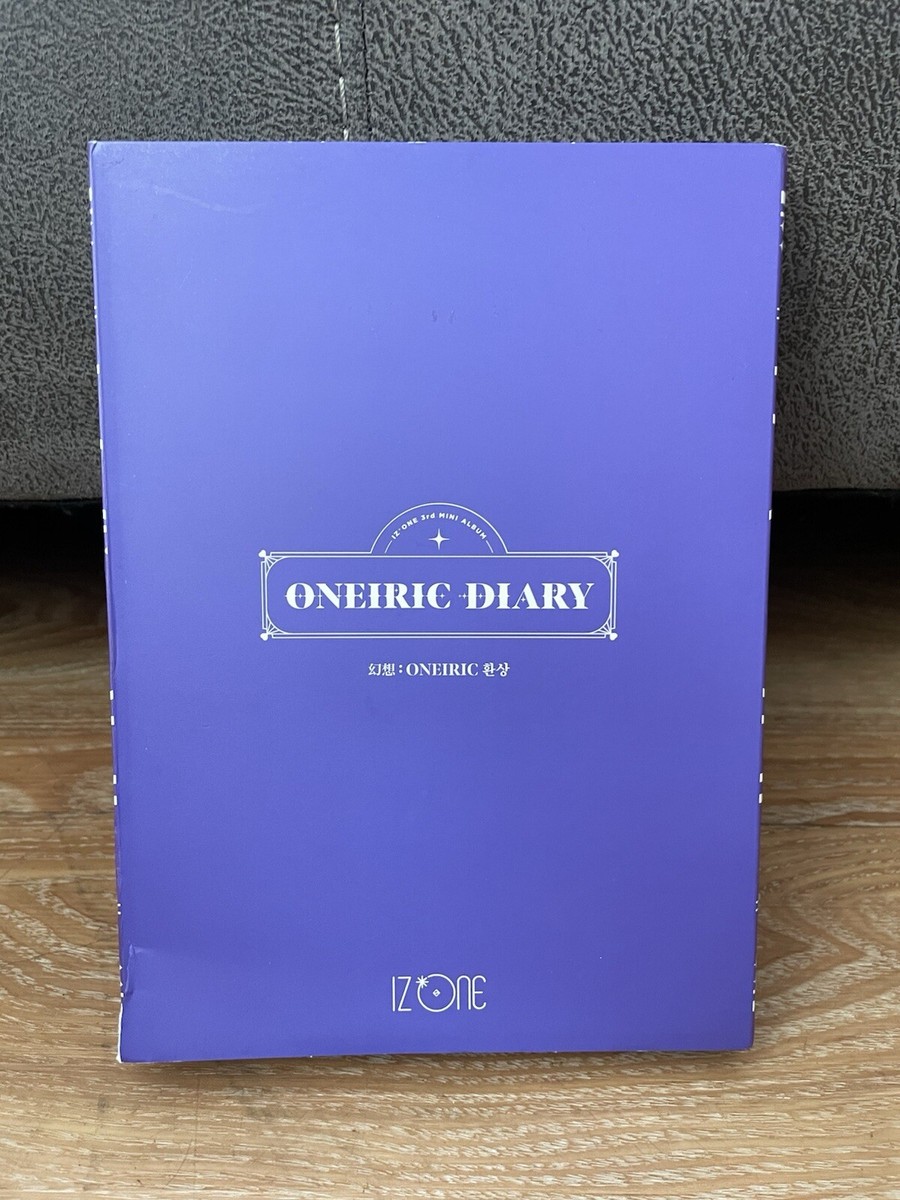 IZ*ONE 3rd MINI ALBUM
ONEIRIC DIARY
幻想 : ONEIRIC 환상
IZ*ONE